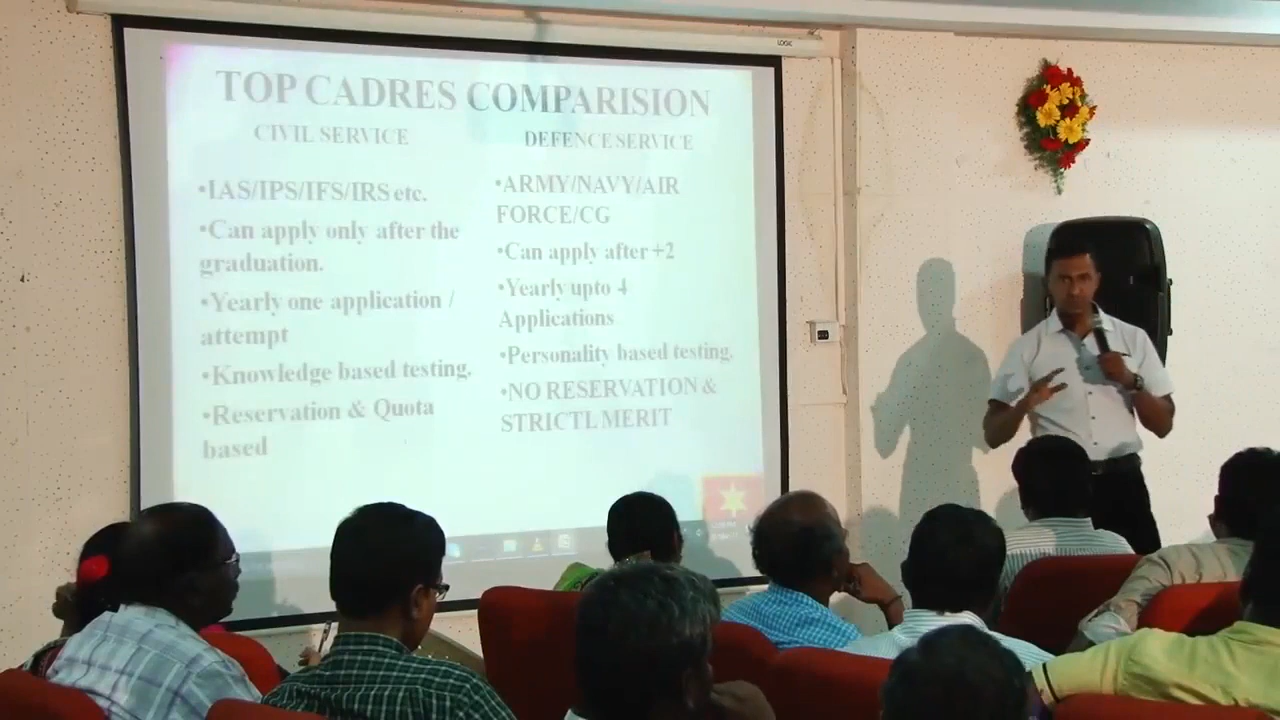 TOP CADRES COMPARISION
CIVIL SERVICE
•IAS/IPS/IFS/IRS etc.
•Can apply only after the
graduation.
•Yearly one application /
attempt
•Knowledge based testing.
•Reservation & Quota
based
DEFENCE SERVICE
•ARMY/NAVY/AIR
FORCE/CG
•Can apply after +2
•Yearly upto 4
Applications
•Personality based testing.
•NO RESERVATION &
STRICTL MERIT
LOGIC